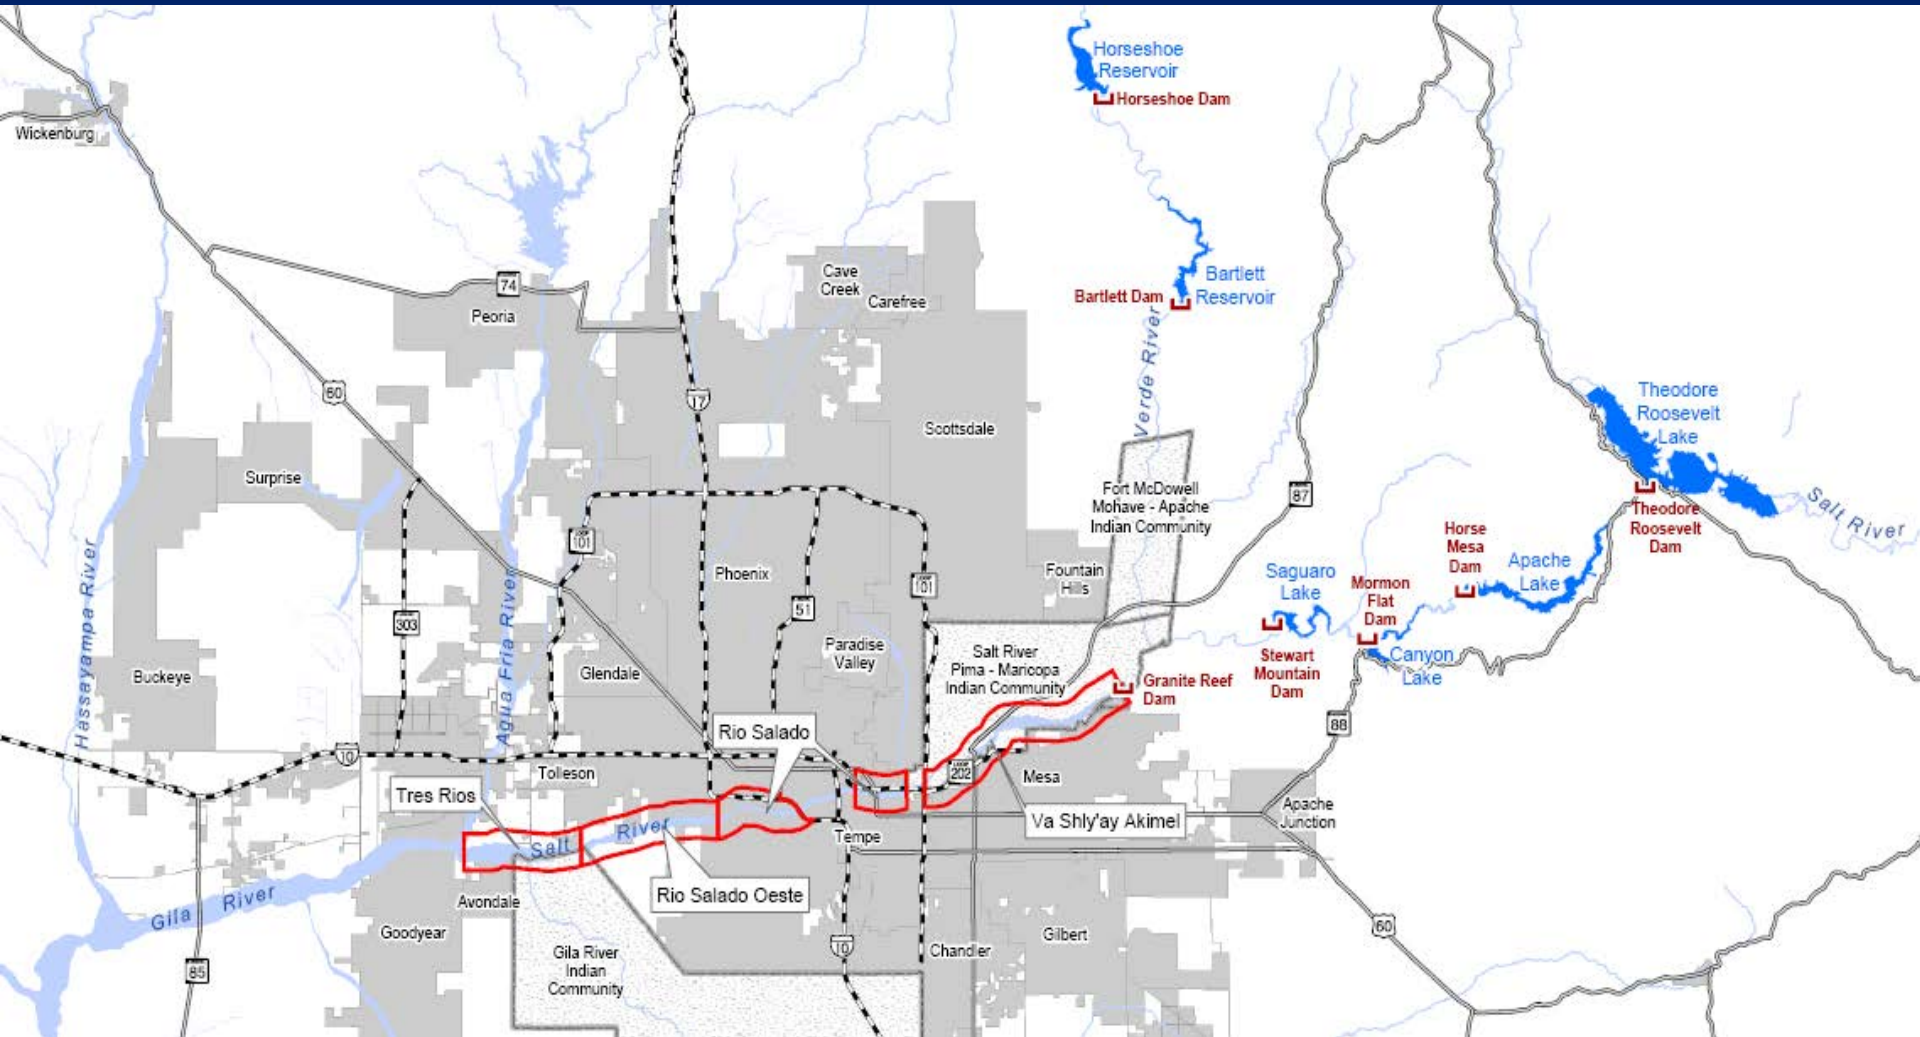 Horseshoe
Reservoir
Horseshoe Dam
Wickenburg
Bartlett
Reservoir
Bartlett Dam
Verde River
Cave
Creek
Carefree
74
Peoria
60
17
Scottsdale
Theodore
Roosevelt
Lake
Salt River
Theodore
Roosevelt
Dam
Surprise
Fort McDowell
Mohave - Apache
Indian Community
87
Horse
Mesa
Dam
Apache
Lake
Hassayampa River
Agua Fria River
LOOP
101
Phoenix
51
LOOP
101
Fountain
Hills
Saguaro
Lake
Mormon
Flat
Dam
303
Buckeye
Glendale
Paradise
Valley
Salt River
Pima - Maricopa
Indian Community
Granite Reef
Dam
Stewart
Mountain
Dam
Canyon
Lake
88
Rio Salado
10
Tolleson
LOOP
202
Mesa
Tres Rios
Apache
Junction
Va Shly'ay Akimel
Salt River
Tempe
Rio Salado Oeste
Gila River
Avondale
Goodyear
60
85
Gila River
Indian
Community
10
Chandler
Gilbert